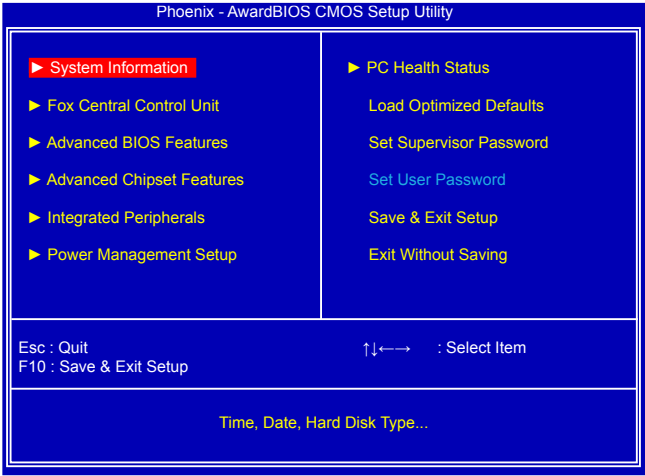 Phoenix - AwardBIOS CMOS Setup Utility
► System Information
► Fox Central Control Unit
► Advanced BIOS Features
► Advanced Chipset Features
► Integrated Peripherals
► Power Management Setup
► PC Health Status
Load Optimized Defaults
Set Supervisor Password
Set User Password
Save & Exit Setup
Exit Without Saving
Esc : Quit
F10 : Save & Exit Setup
↑↓←→ : Select Item
Time, Date, Hard Disk Type...